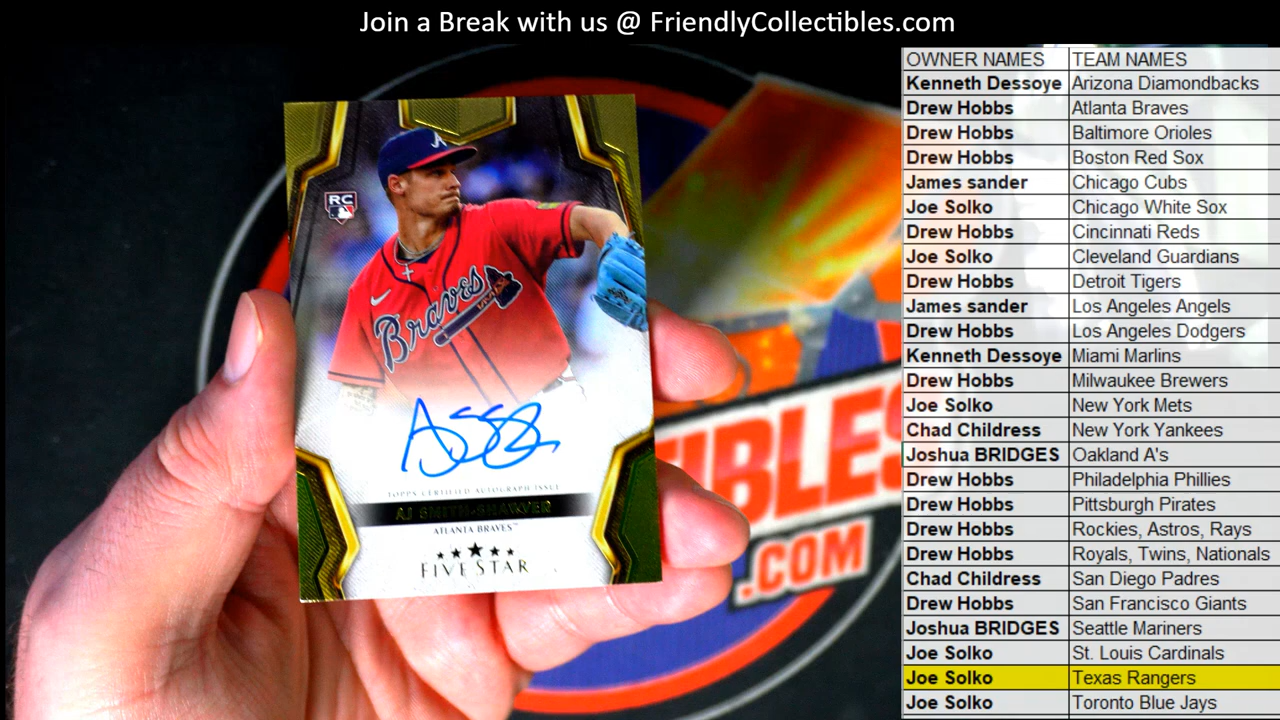 Join a Break with us @ FriendlyCollectibles.com
OWNER NAMES TEAM NAMES
Kenneth Dessoye Arizona Diamondbacks
Drew Hobbs Atlanta Braves
Drew Hobbs Baltimore Orioles
Drew Hobbs Boston Red Sox
James sander Chicago Cubs
Joe Solko Chicago White Sox
Drew Hobbs Cincinnati Reds
Joe Solko Cleveland Guardians
Drew Hobbs Detroit Tigers
James sander Los Angeles Angels
Drew Hobbs Los Angeles Dodgers
Kenneth Dessoye Miami Marlins
Drew Hobbs Milwaukee Brewers
Joe Solko New York Mets
Chad Childress New York Yankees
Joshua BRIDGES Oakland A's
Drew Hobbs Philadelphia Phillies
Drew Hobbs Pittsburgh Pirates
Drew Hobbs Rockies, Astros, Rays
Drew Hobbs Royals, Twins, Nationals
Chad Childress San Diego Padres
Drew Hobbs San Francisco Giants
Joshua BRIDGES Seattle Mariners
Joe Solko St. Louis Cardinals
Joe Solko Texas Rangers
Joe Solko Toronto Blue Jays
A
RC
Braves
TOPPS CERTIFIED AUTOGRAPH ISSUE
AJ SMITH-SHAWVER
ATLANTA BRAVES™
FIVE STAR
IBLES
.COM